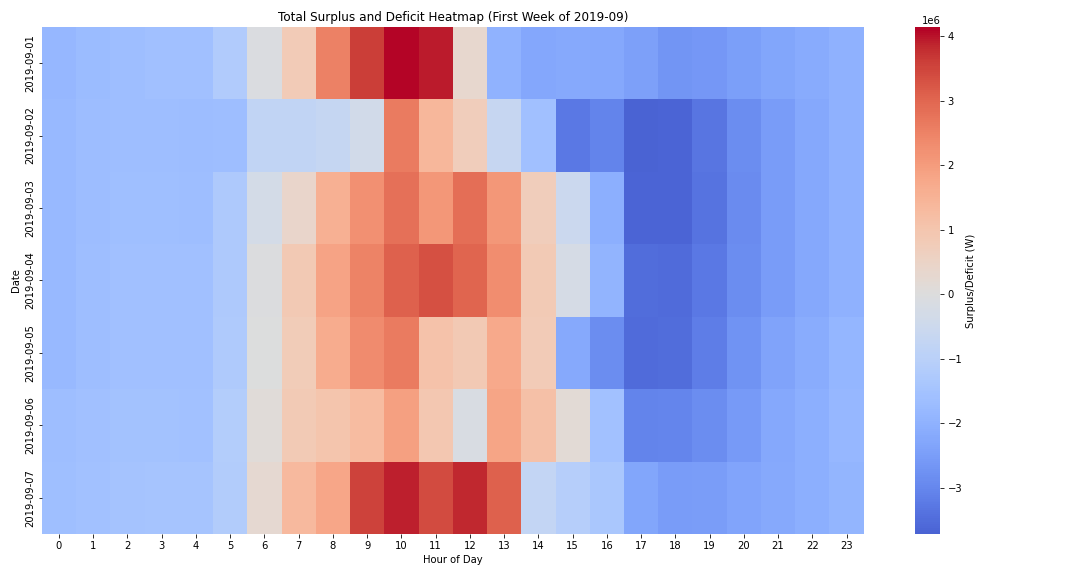 Total Surplus and Deficit Heatmap (First Week of 2019-09)
1e6
2019-09-01
2019-09-02
2019-09-03
2019-09-04
2019-09-05
2019-09-06
2019-09-07
Date
0 1 2 3 4 5 6 7 8 9 10 11 12 13 14 15 16 17 18 19 20 21 22 23
Hour of Day
4
3
2
1
0
−1
−2
−3
Surplus/Deficit (W)